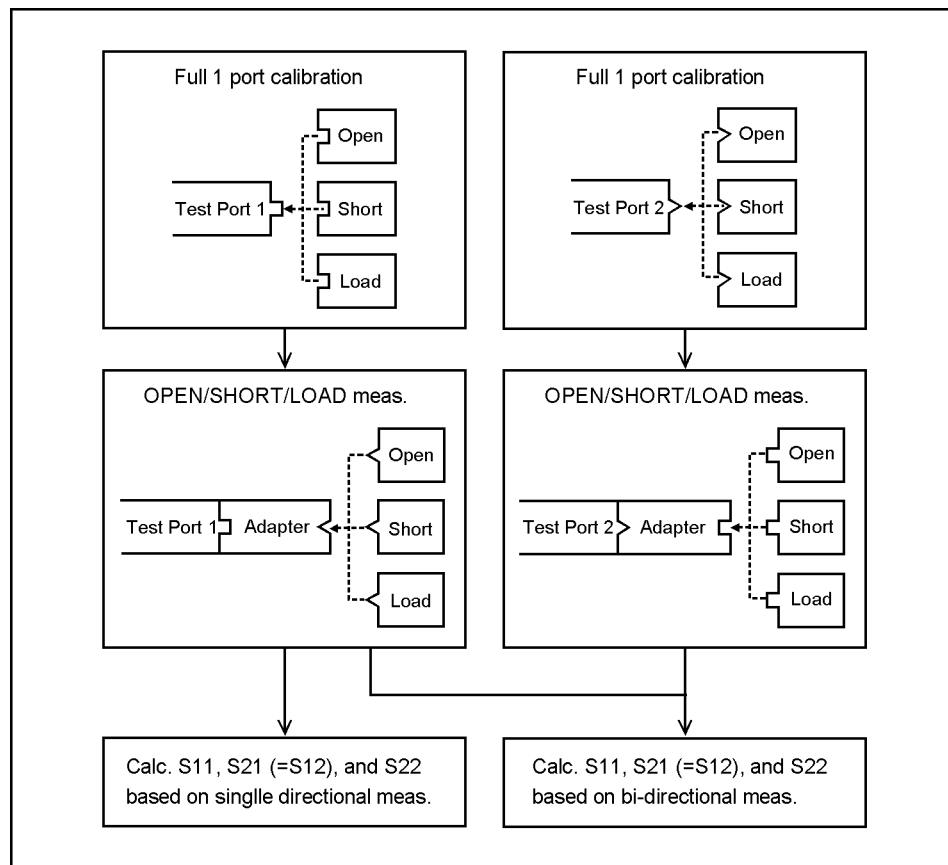 Full 1 port calibration
Open
Test Port 1
Short
Load
Full 1 port calibration
Open
Test Port 2
Short
Load
OPEN/SHORT/LOAD meas.
Open
Test Port 1
Adapter
Short
Load
OPEN/SHORT/LOAD meas.
Open
Test Port 2
Adapter
Short
Load
Calc. S11, S21 (=S12), and S22
based on singlle directional meas.
Calc. S11, S21 (=S12), and S22
based on bi-directional meas.